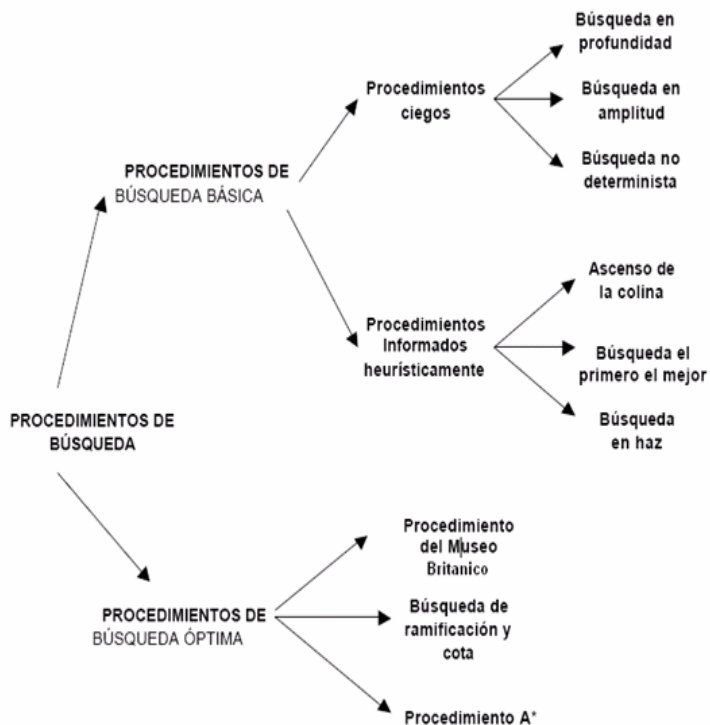 PROCEDIMIENTOS DE
BÚSQUEDA
PROCEDIMIENTOS DE
BÚSQUEDA BÁSICA
Procedimientos
ciegos
Búsqueda en
profundidad
Búsqueda en
amplitud
Búsqueda no
determinista
Procedimientos
Informados
heurísticamente
Ascenso de
la colina
Búsqueda el
primero el mejor
Búsqueda
en haz
PROCEDIMIENTOS DE
BÚSQUEDA ÓPTIMA
Procedimiento
del Museo
Britanico
Búsqueda de
ramificación y
cota
Procedimiento A*